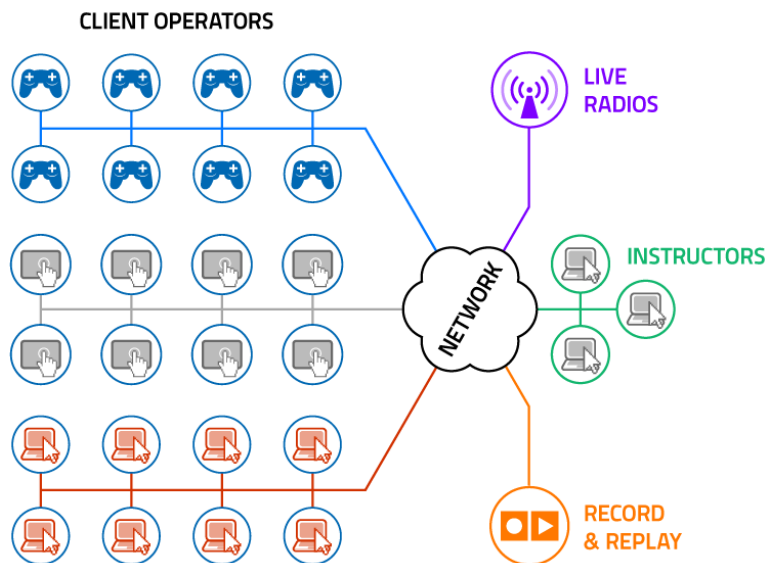 CLIENT OPERATORS
LIVE
RADIOS
INSTRUCTORS
NETWORK
RECORD
& REPLAY